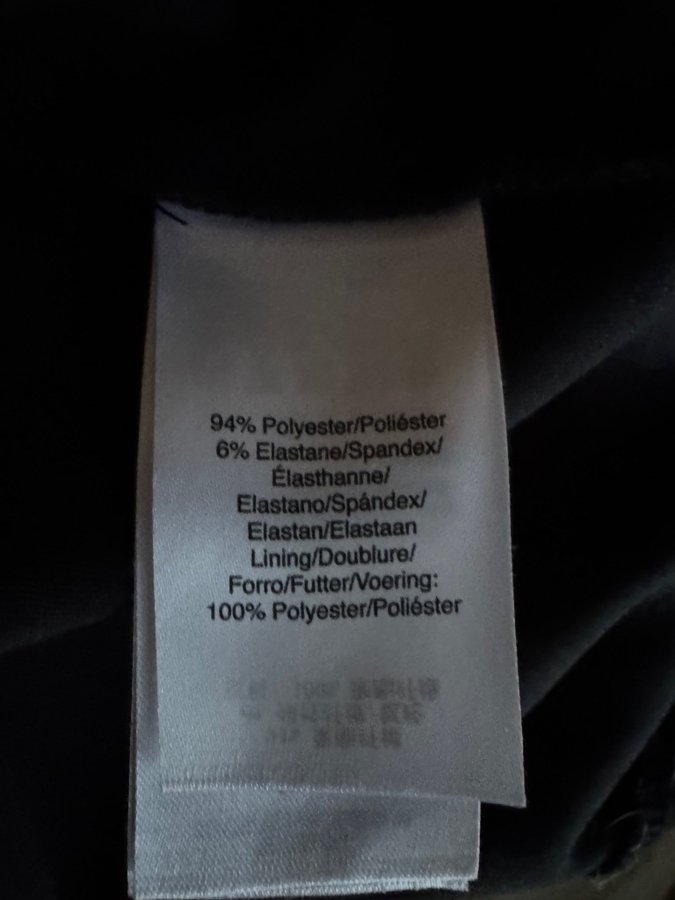 94% Polyester/Poliéster
6% Elastane/Spandex/
Élasthanne/
Elastano/Spándex/
Elastan/Elastaan
Lining/Doublure/
Forro/Futter/Voering:
100% Polyester/Poliéster